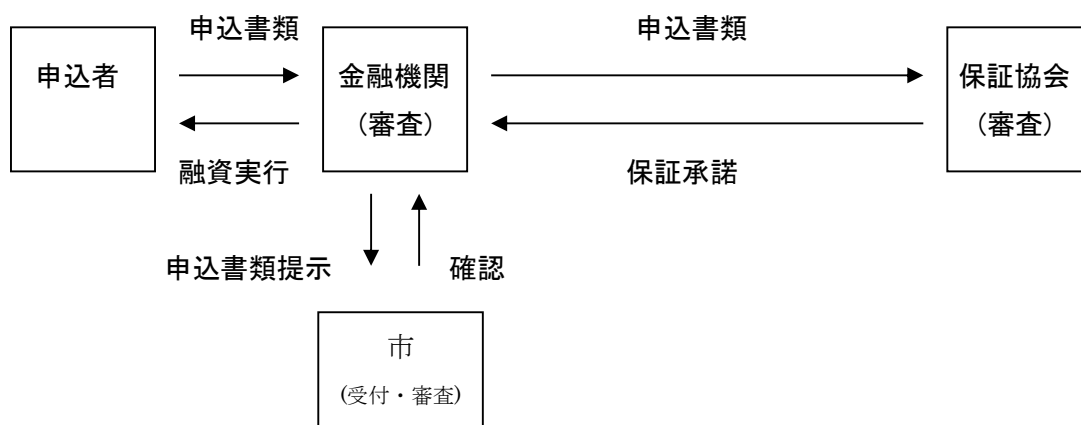 申込書類
申込書類
申込者
金融機関
（審査）
保証協会
（審査）
融資実行
保証承諾
申込書類提示
確認
市
(受付・審査)